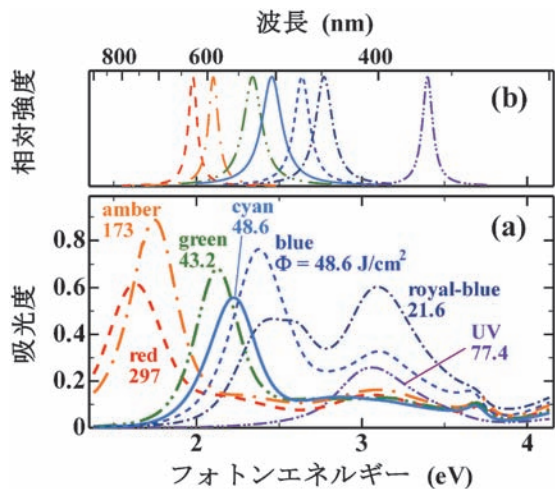 波長 (nm)
800 600 400
相対強度
(b)
(a)
amber
173
green
43.2
cyan
48.6
blue
Φ = 48.6 J/cm²
royal-blue
21.6
UV
77.4
red
297
吸光度
0.8
0.6
0.4
0.2
0
2 3 4
フォトンエネルギー (eV)